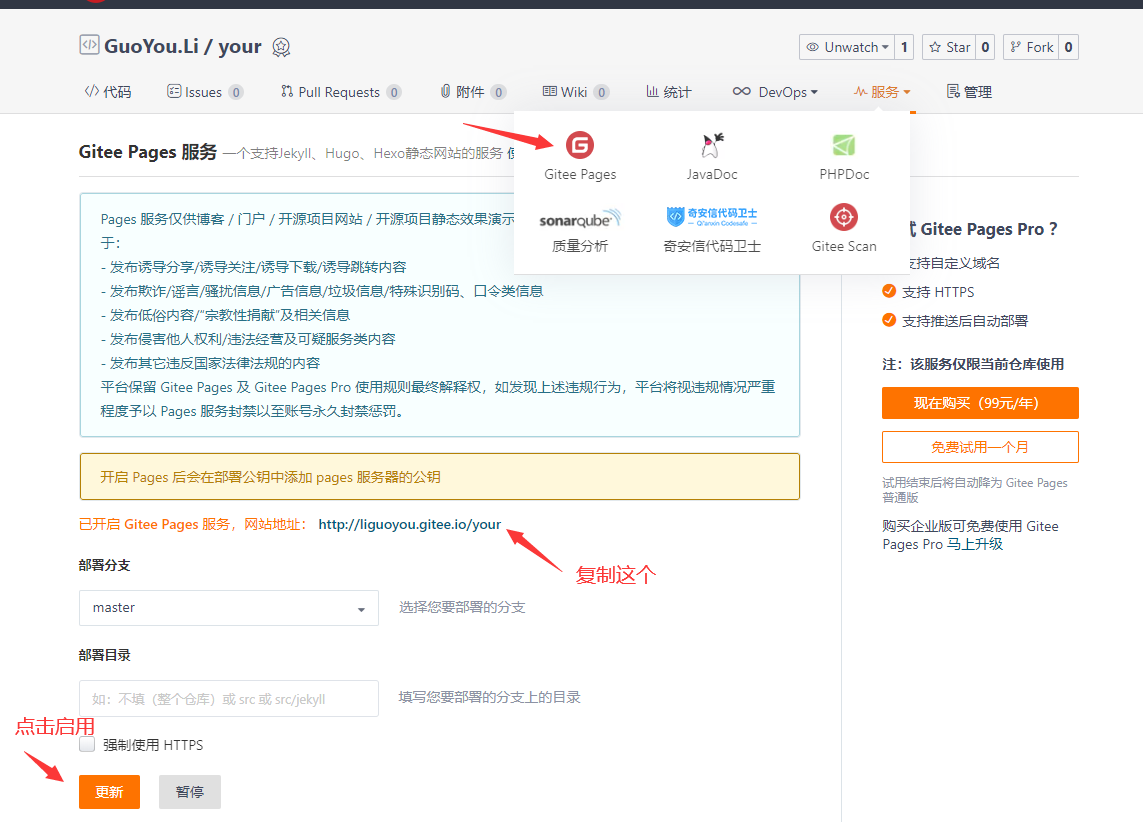 GuoYou.Li / your
Unwatch 1 Star 0 Fork 0
代码 Issues 0 Pull Requests 0 附件 0 Wiki 0 统计 DevOps 服务 管理
Gitee Pages JavaDoc PHPDoc
sonarqube 奇安信代码卫士 Qi'anxin Codesafe
质量分析 奇安信代码卫士 Gitee Scan
Gitee Pages 服务 一个支持Jekyll、Hugo、Hexo静态网站的服务
Pages 服务仅供博客 / 门户 / 开源项目网站 / 开源项目静态效果演示
于：
- 发布诱导分享/诱导关注/诱导下载/诱导跳转内容
- 发布欺诈/谣言/骚扰信息/广告信息/垃圾信息/特殊识别码、口令类信息
- 发布低俗内容/“宗教性捐献”及相关信息
- 发布侵害他人权利/违法经营及可疑服务类内容
- 发布其它违反国家法律法规的内容
平台保留 Gitee Pages 及 Gitee Pages Pro 使用规则最终解释权，如发现上述违规行为，平台将视违规情况严重
程度予以 Pages 服务封禁以至账号永久封禁惩罚。
开启 Pages 后会在部署公钥中添加 pages 服务器的公钥
已开启 Gitee Pages 服务，网站地址： http://liguoyou.gitee.io/your
复制这个
部署分支
master 选择您要部署的分支
部署目录
如：不填（整个仓库）或 src 或 src/jekyll 填写您要部署的分支上的目录
点击启用
强制使用 HTTPS
更新 暂停
Gitee Pages Pro ?
支持自定义域名
支持 HTTPS
支持推送后自动部署
注：该服务仅限当前仓库使用
现在购买（99元/年）
免费试用一个月
试用结束后将自动降为 Gitee Pages
普通版
购买企业版可免费使用 Gitee
Pages Pro 马上升级